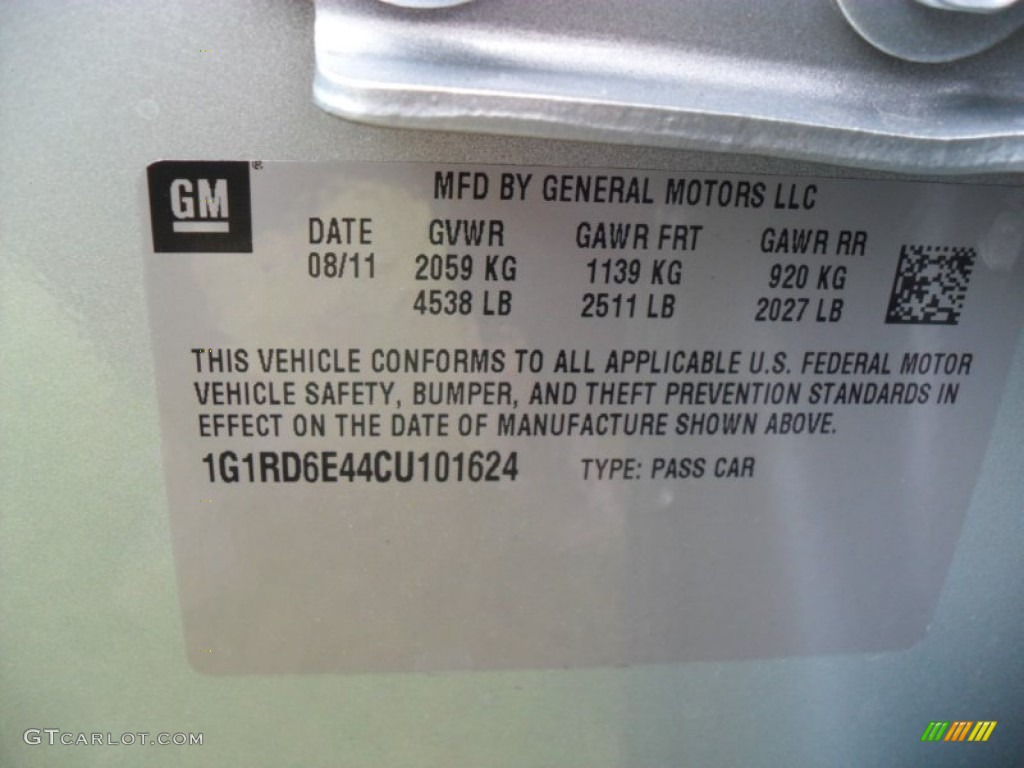 GM
MFD BY GENERAL MOTORS LLC
DATE GVWR GAWR FRT GAWR RR
08/11 2059 KG 1139 KG 920 KG
4538 LB 2511 LB 2027 LB
THIS VEHICLE CONFORMS TO ALL APPLICABLE U.S. FEDERAL MOTOR
VEHICLE SAFETY, BUMPER, AND THEFT PREVENTION STANDARDS IN
EFFECT ON THE DATE OF MANUFACTURE SHOWN ABOVE.
1G1RD6E44CU101624 TYPE: PASS CAR
GTCARLOT.COM